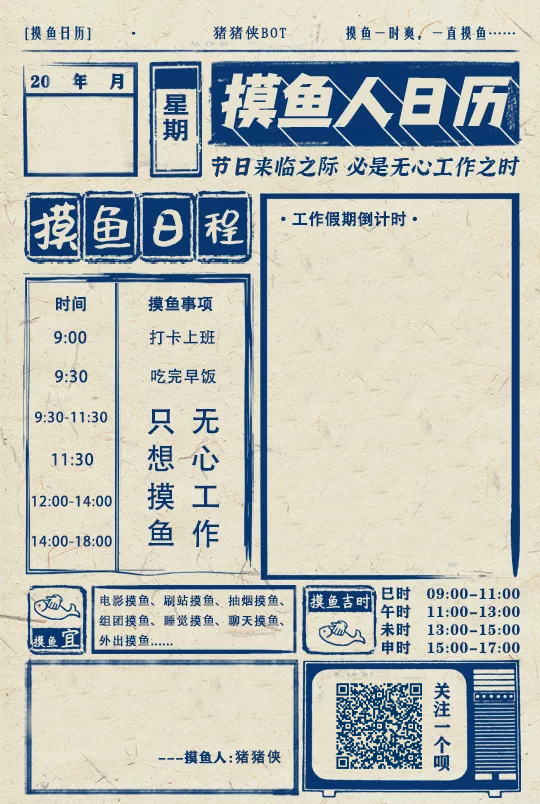 [摸鱼日历] · 猪猪侠BOT 摸鱼一时爽，一直摸鱼······
20 年 月
星期
摸鱼人日历
节日来临之际 必是无心工作之时
摸鱼日程
·工作假期倒计时·
时间 摸鱼事项
9:00 打卡上班
9:30 吃完早饭
9:30-11:30
11:30
12:00-14:00
14:00-18:00
无心工作
只想摸鱼
摸鱼宜
电影摸鱼、刷站摸鱼、抽烟摸鱼、
组团摸鱼、睡觉摸鱼、聊天摸鱼、
外出摸鱼......
摸鱼吉时
巳时 09:00-11:00
午时 11:00-13:00
未时 13:00-15:00
申时 15:00-17:00
---摸鱼人:猪猪侠
关注一个呗